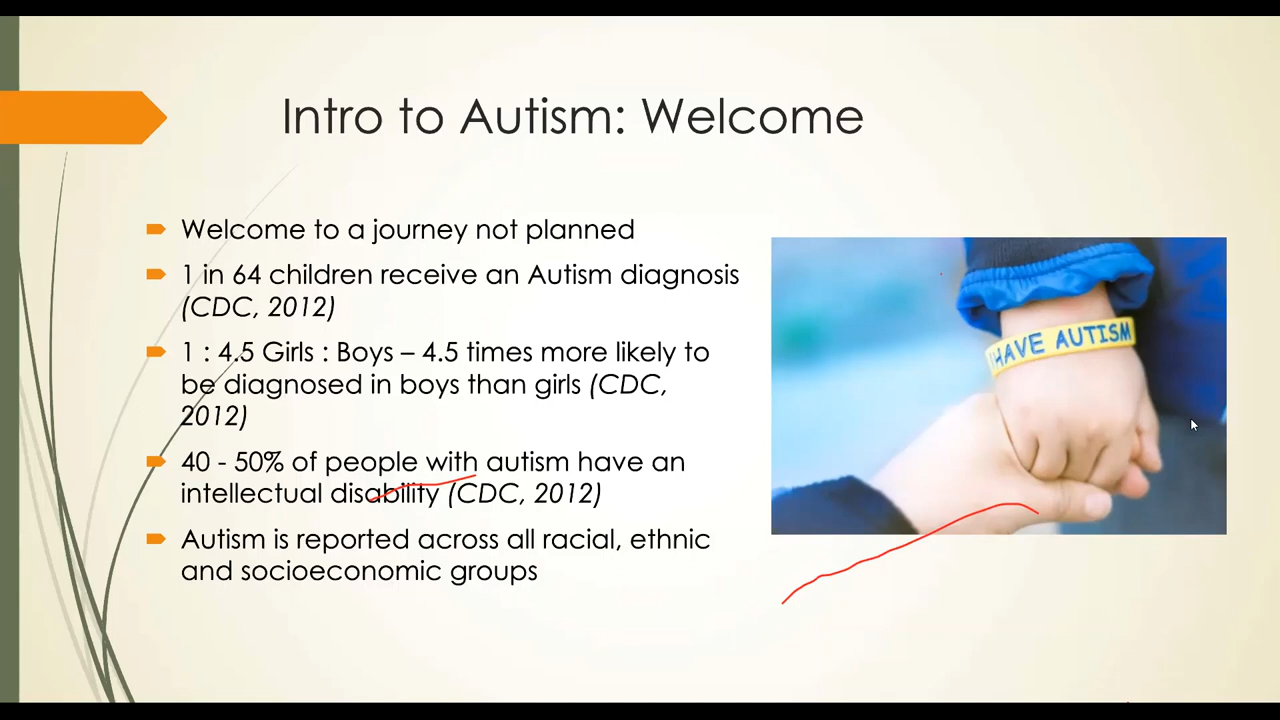 Intro to Autism: Welcome
Welcome to a journey not planned
1 in 64 children receive an Autism diagnosis
(CDC, 2012)
1 : 4.5 Girls : Boys – 4.5 times more likely to
be diagnosed in boys than girls (CDC,
2012)
40 - 50% of people with autism have an
intellectual disability (CDC, 2012)
Autism is reported across all racial, ethnic
and socioeconomic groups
I HAVE AUTISM